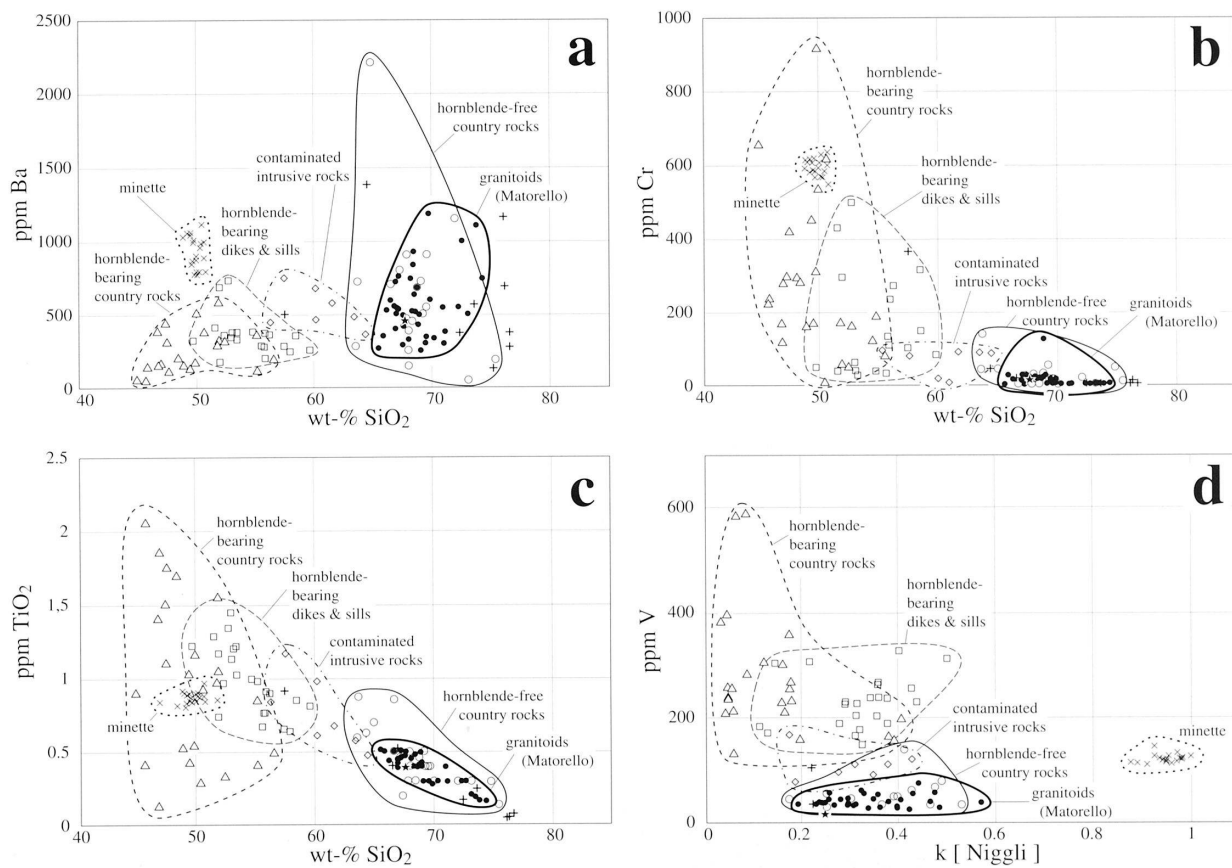 a
2500
2000
1500
1000
500
0
ppm Ba
40
50
60
70
80
wt-% SiO2
minette
hornblende-
bearing
country rocks
hornblende-
bearing
dikes & sills
contaminated
intrusive rocks
hornblende-free
country rocks
granitoids
(Matorello)
b
1000
800
600
400
200
0
ppm Cr
40
50
60
70
80
wt-% SiO2
hornblende-
bearing
country rocks
minette
hornblende-
bearing
dikes & sills
contaminated
intrusive rocks
hornblende-free
country rocks
granitoids
(Matorello)
c
2.5
2
1.5
1
0.5
0
ppm TiO2
40
50
60
70
80
wt-% SiO2
hornblende-
bearing
country rocks
hornblende-
bearing
dikes & sills
contaminated
intrusive rocks
minette
hornblende-free
country rocks
granitoids
(Matorello)
d
600
400
200
0
ppm V
0
0.2
0.4
0.6
0.8
1
k [ Niggli ]
hornblende-
bearing
country rocks
hornblende-
bearing
dikes & sills
contaminated
intrusive rocks
minette
hornblende-free
country rocks
granitoids
(Matorello)